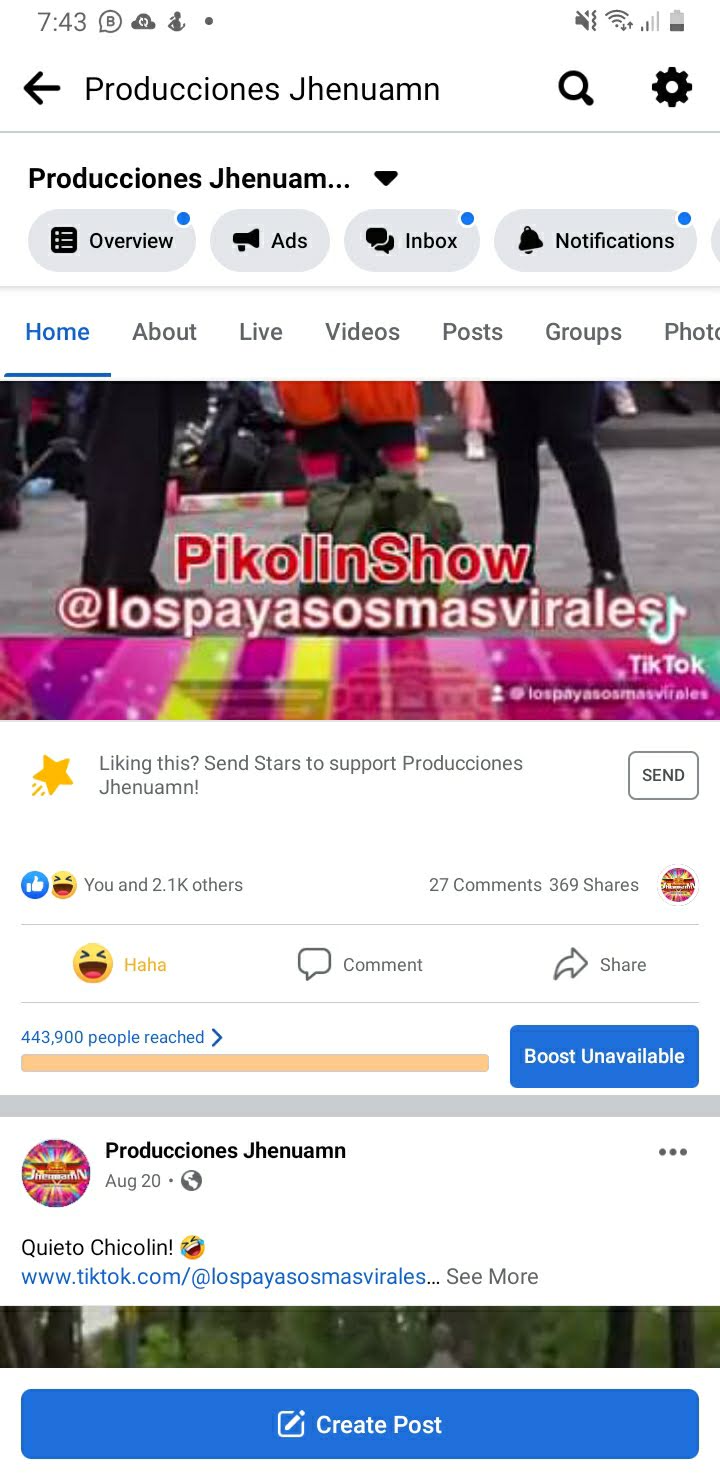 7:43
Producciones Jhenuamn
Producciones Jhenuam...
Overview
Ads
Inbox
Notifications
Home
About
Live
Videos
Posts
Groups
Photo
PikolinShow
@lospayasosmasvirales
TikTok
@lospayasosmasvirales
Liking this? Send Stars to support Producciones
Jhenuamn!
SEND
You and 2.1K others
27 Comments 369 Shares
Haha
Comment
Share
443,900 people reached
Boost Unavailable
Producciones Jhenuamn
Aug 20 •
Quieto Chicolin! 🤣
www.tiktok.com/@lospayasosmasvirales... See More
Create Post